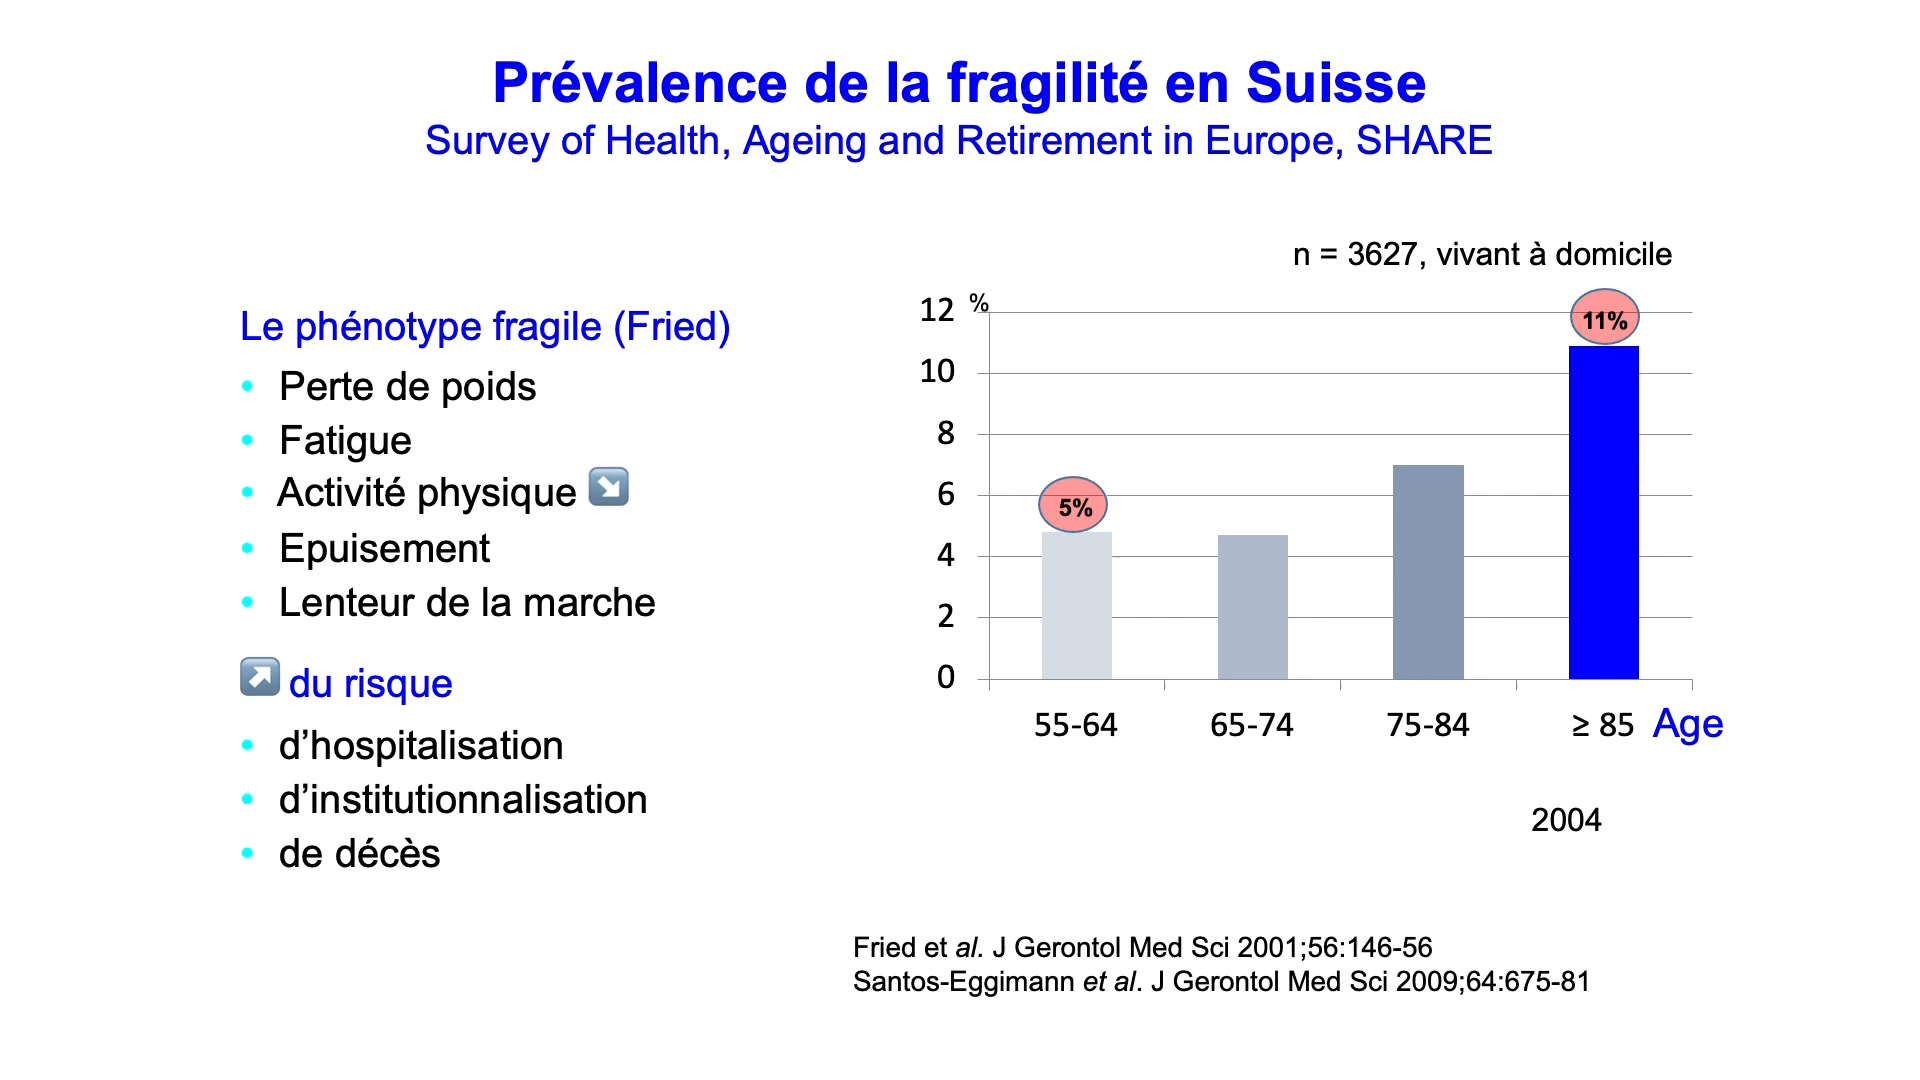 Prévalence de la fragilité en Suisse
Survey of Health, Ageing and Retirement in Europe, SHARE
Le phénotype fragile (Fried)
• Perte de poids
• Fatigue
• Activité physique ↘
• Epuisement
• Lenteur de la marche
↗ du risque
• d’hospitalisation
• d’institutionnalisation
• de décès
n = 3627, vivant à domicile
%
12
10
8
6
4
2
0
5%
11%
55-64 65-74 75-84 ≥ 85 Age
2004
Fried et al. J Gerontol Med Sci 2001;56:146-56
Santos-Eggimann et al. J Gerontol Med Sci 2009;64:675-81